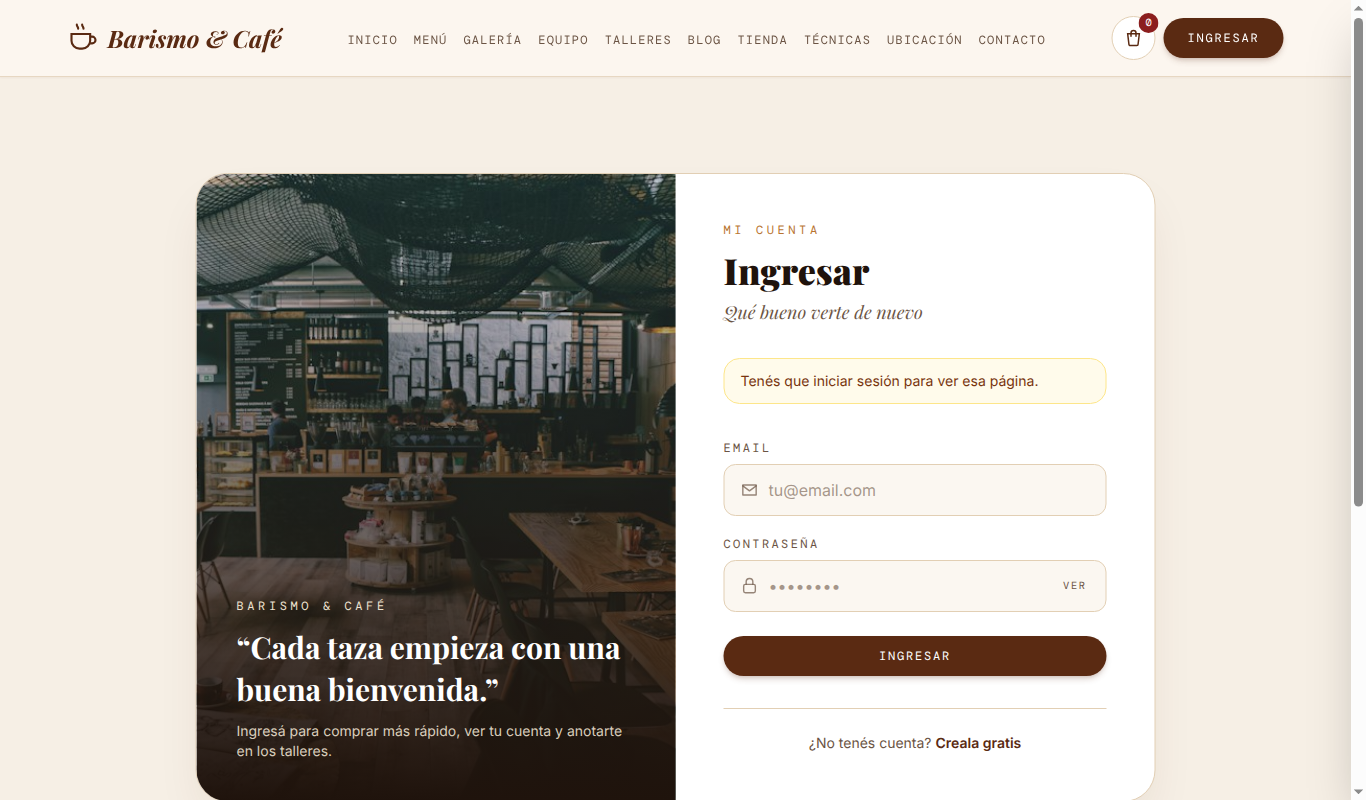 Barismo & Café
INICIO MENÚ GALERÍA EQUIPO TALLERES BLOG TIENDA TÉCNICAS UBICACIÓN CONTACTO
0
INGRESAR
MI CUENTA
Ingresar
Qué bueno verte de nuevo
Tenés que iniciar sesión para ver esa página.
EMAIL
tu@email.com
CONTRASEÑA
VER
INGRESAR
¿No tenés cuenta? Creala gratis
BARISMO & CAFÉ
“Cada taza empieza con una
buena bienvenida.”
Ingresá para comprar más rápido, ver tu cuenta y anotarte
en los talleres.